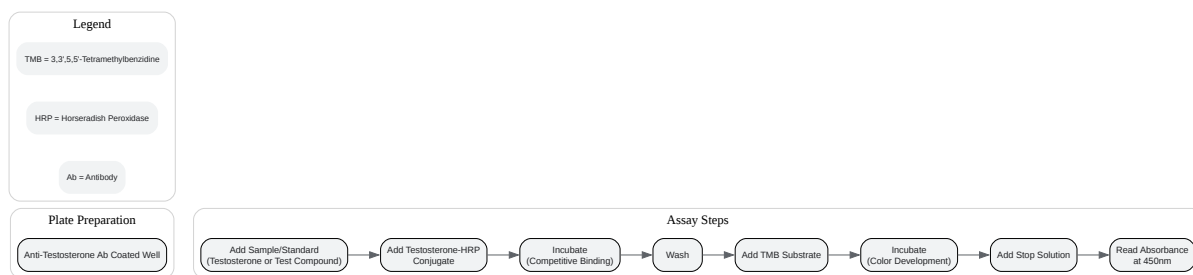 Legend
TMB = 3,3',5,5'-Tetramethylbenzidine
HRP = Horseradish Peroxidase
Ab = Antibody
Plate Preparation
Anti-Testosterone Ab Coated Well
Assay Steps
Add Sample/Standard
(Testosterone or Test Compound)
Add Testosterone-HRP
Conjugate
Incubate
(Competitive Binding)
Wash
Add TMB Substrate
Incubate
(Color Development)
Add Stop Solution
Read Absorbance
at 450nm